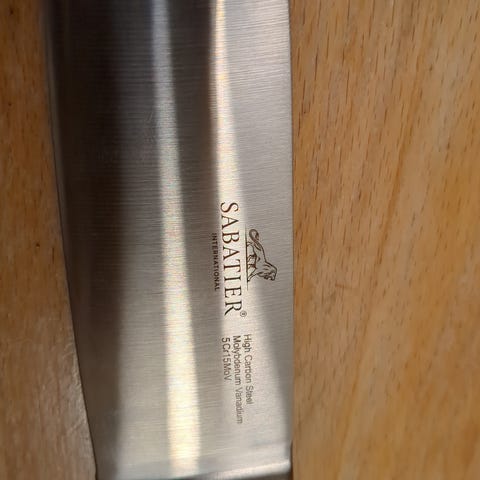 SABATIER®
INTERNATIONAL
High Carbon Steel
Molybdenum Vanadium
5Cr15MoV